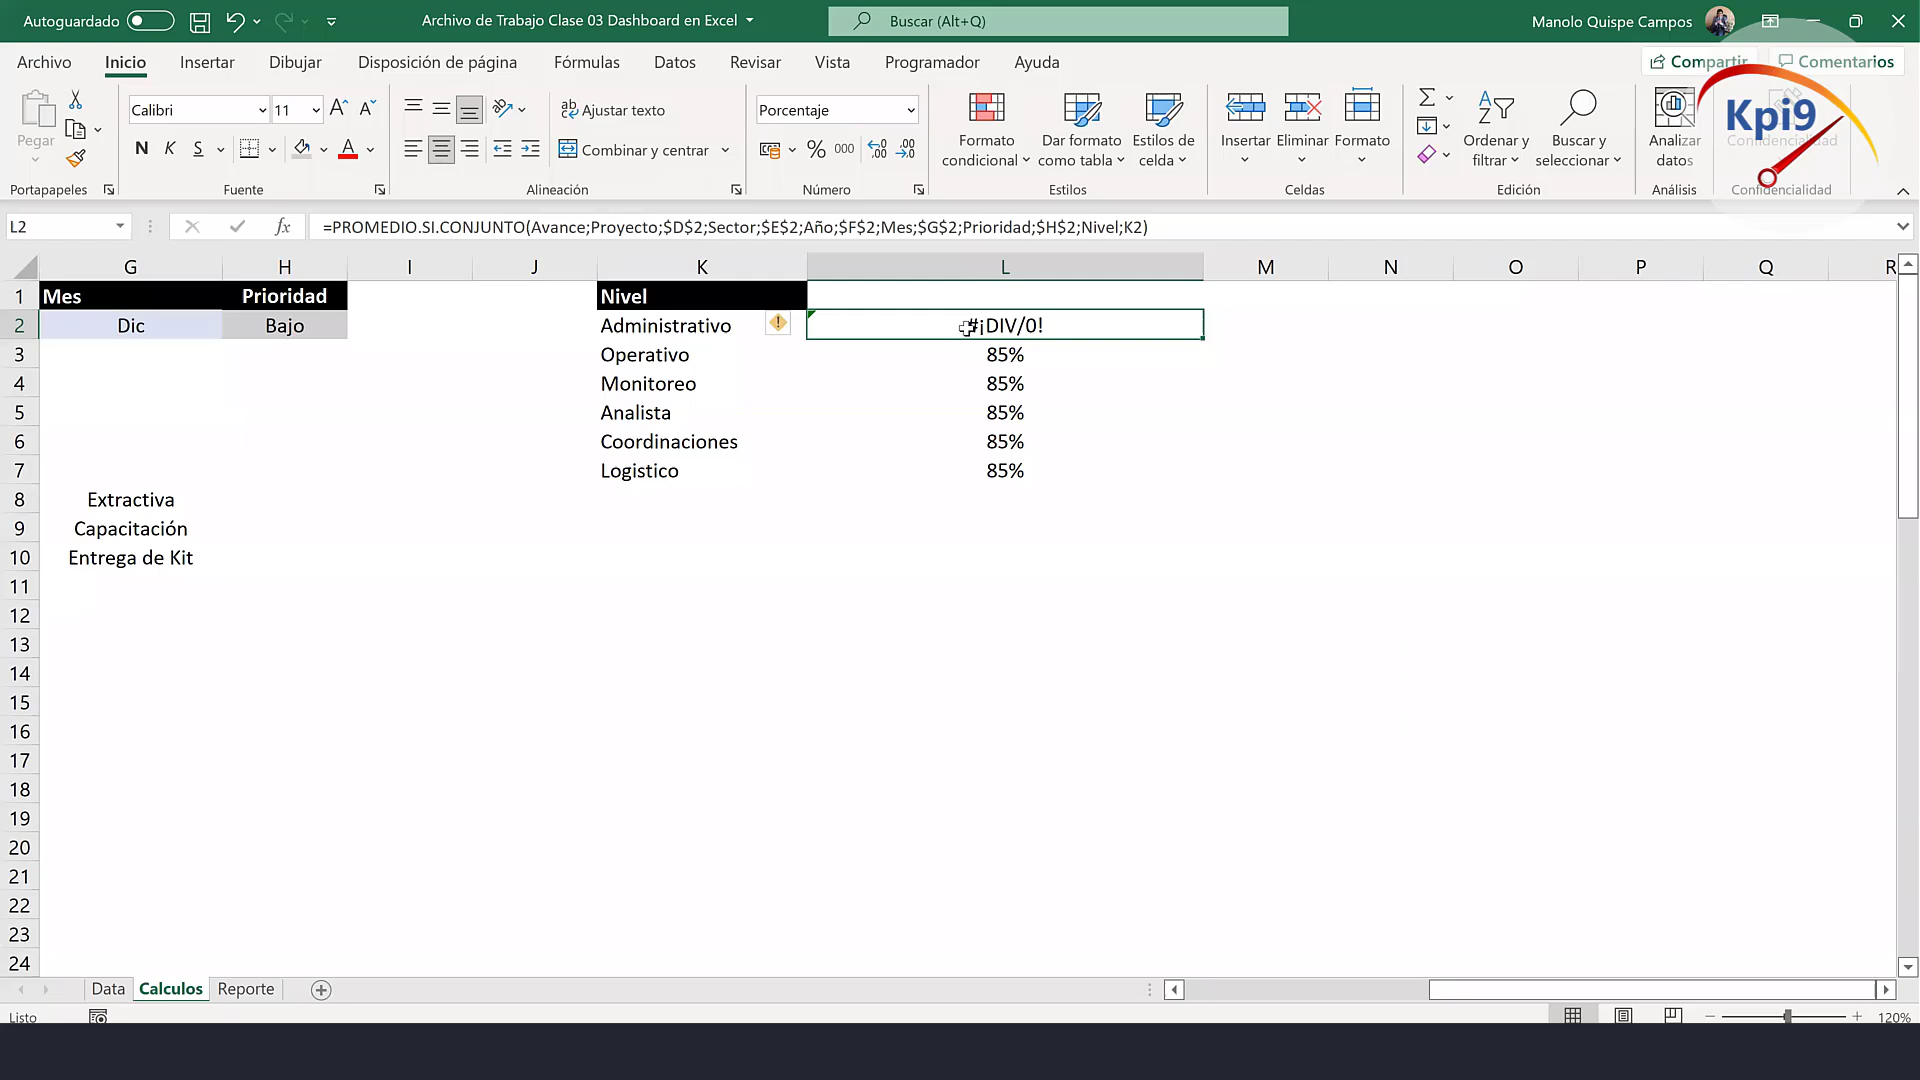 Autoguardado
Archivo de Trabajo Clase 03 Dashboard en Excel
Buscar (Alt+Q)
Manolo Quispe Campos
Archivo Inicio Insertar Dibujar Disposición de página Fórmulas Datos Revisar Vista Programador Ayuda
Compartir Comentarios
Pegar
Calibri 11
N K S
Ajustar texto
Combinar y centrar
Porcentaje
% 000
Formato condicional
Dar formato como tabla
Estilos de celda
Insertar Eliminar Formato
Ordenar y filtrar
Buscar y seleccionar
Analizar datos
Confidencialidad
Kpi9
Portapapeles Fuente Alineación Número Estilos Celdas Edición Análisis Confidencialidad
L2 fx =PROMEDIO.SI.CONJUNTO(Avance;Proyecto;$D$2;Sector;$E$2;Año;$F$2;Mes;$G$2;Prioridad;$H$2;Nivel;K2)
G H I J K L M N O P Q R
1 Mes Prioridad Nivel
2 Dic Bajo Administrativo #¡DIV/0!
3 Operativo 85%
4 Monitoreo 85%
5 Analista 85%
6 Coordinaciones 85%
7 Logistico 85%
8 Extractiva
9 Capacitación
10 Entrega de Kit
11
12
13
14
15
16
17
18
19
20
21
22
23
24
Data Calculos Reporte
Listo
120%